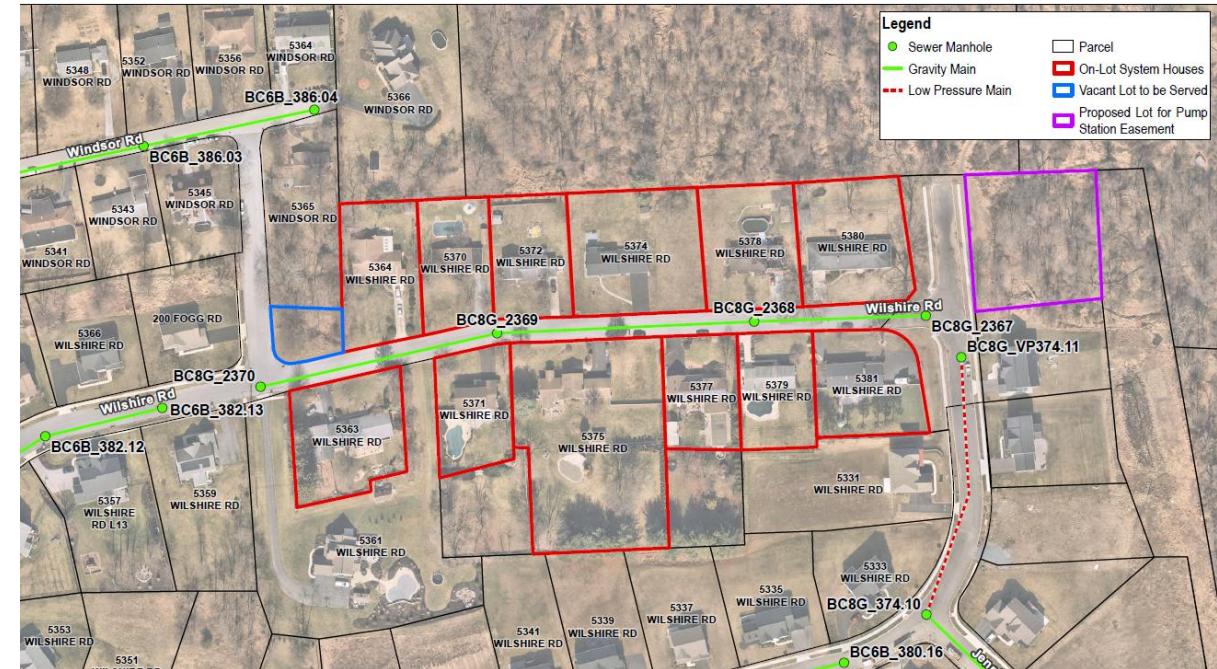 Legend
Sewer Manhole
Gravity Main
Low Pressure Main
Parcel
On-Lot System Houses
Vacant Lot to be Served
Proposed Lot for Pump
Station Easement
5348
WINDSOR RD
5352
WINDSOR RD
5356
WINDSOR RD
5364
WINDSOR RD
5366
WINDSOR RD
BC6B_386.04
Windsor Rd
BC6B_386.03
5341
WINDSOR RD
5343
WINDSOR RD
5345
WINDSOR RD
5365
WINDSOR RD
5364
WILSHIRE RD
5370
WILSHIRE RD
5372
WILSHIRE RD
5374
WILSHIRE RD
5378
WILSHIRE RD
5380
WILSHIRE RD
5366
WILSHIRE RD
200 FOGG RD
BC8G_2369
BC8G_2368
Wilshire Rd
BC8G_2367
BC8G_VP374.11
BC8G_2370
Wilshire Rd
BC6B_382.13
BC6B_382.12
5363
WILSHIRE RD
5371
WILSHIRE RD
5375
WILSHIRE RD
5377
WILSHIRE RD
5379
WILSHIRE RD
5381
WILSHIRE RD
5357
WILSHIRE
RD L13
5359
WILSHIRE RD
5361
WILSHIRE RD
5331
WILSHIRE RD
5333
WILSHIRE RD
BC8G_374.10
5353
WILSHIRE RD
5351
5341
WILSHIRE RD
5339
WILSHIRE RD
5337
WILSHIRE RD
5335
WILSHIRE RD
BC6B_380.16